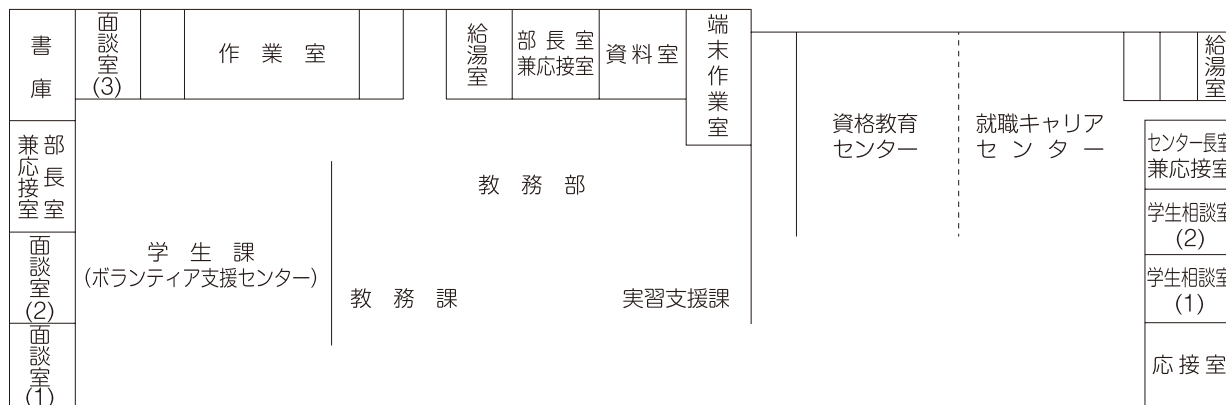 書庫
面談室(3)
作業室
給湯室
部長室
兼応接室
資料室
端末作業室
給湯室
資格教育
センター
就職キャリア
センター
センター長室
兼応接室
部長室
兼応接室
教務部
学生相談室
(2)
面談室(2)
学生課
(ボランティア支援センター)
教務課
実習支援課
学生相談室
(1)
面談室(1)
応接室